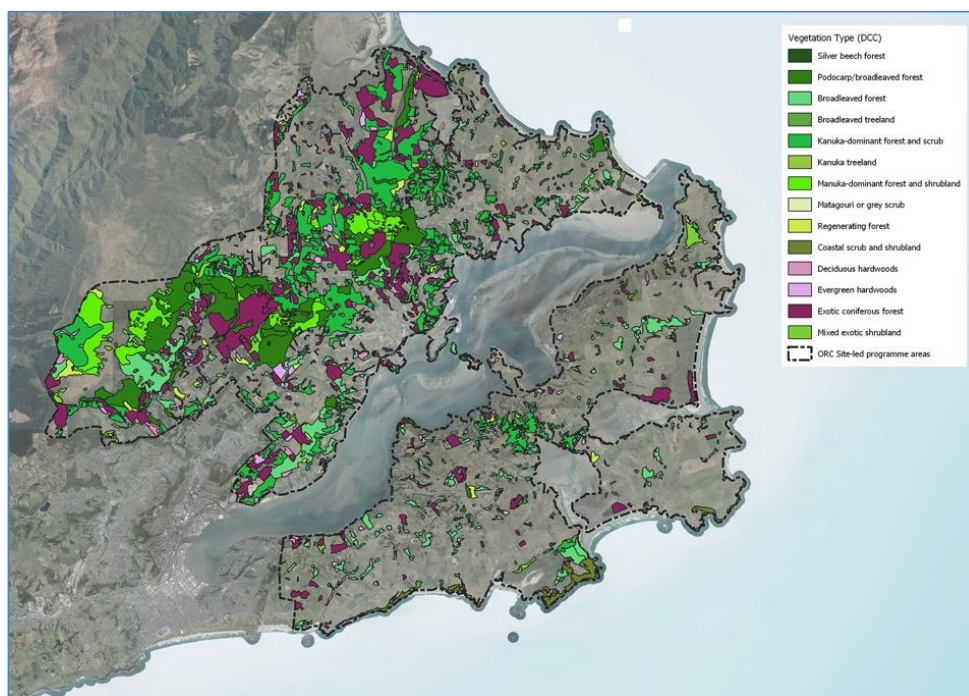 Vegetation Type (DCC)
Silver beech forest
Podocarp/broadleaved forest
Broadleaved forest
Broadleaved treeland
Kanuka-dominant forest and scrub
Kanuka treeland
Manuka-dominant forest and shrubland
Matagouri or grey scrub
Regenerating forest
Coastal scrub and shrubland
Deciduous hardwoods
Evergreen hardwoods
Exotic coniferous forest
Mixed exotic shrubland
ORC Site-led programme areas